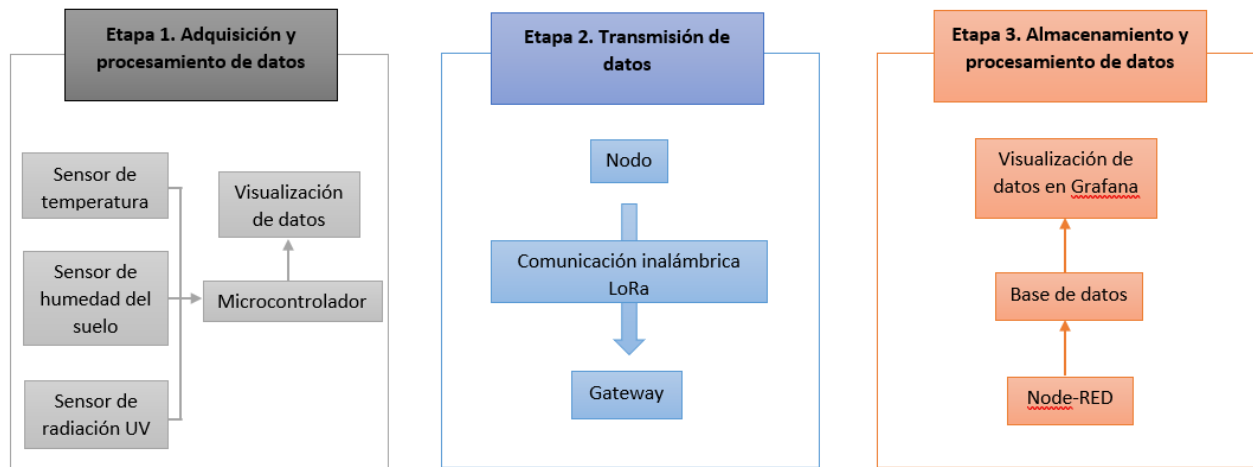 Etapa 1. Adquisición y
procesamiento de datos
Sensor de
temperatura
Sensor de
humedad del
suelo
Sensor de
radiación UV
Visualización
de datos
Microcontrolador
Etapa 2. Transmisión de
datos
Nodo
Comunicación inalámbrica
LoRa
Gateway
Etapa 3. Almacenamiento y
procesamiento de datos
Visualización de
datos en Grafana
Base de datos
Node-RED